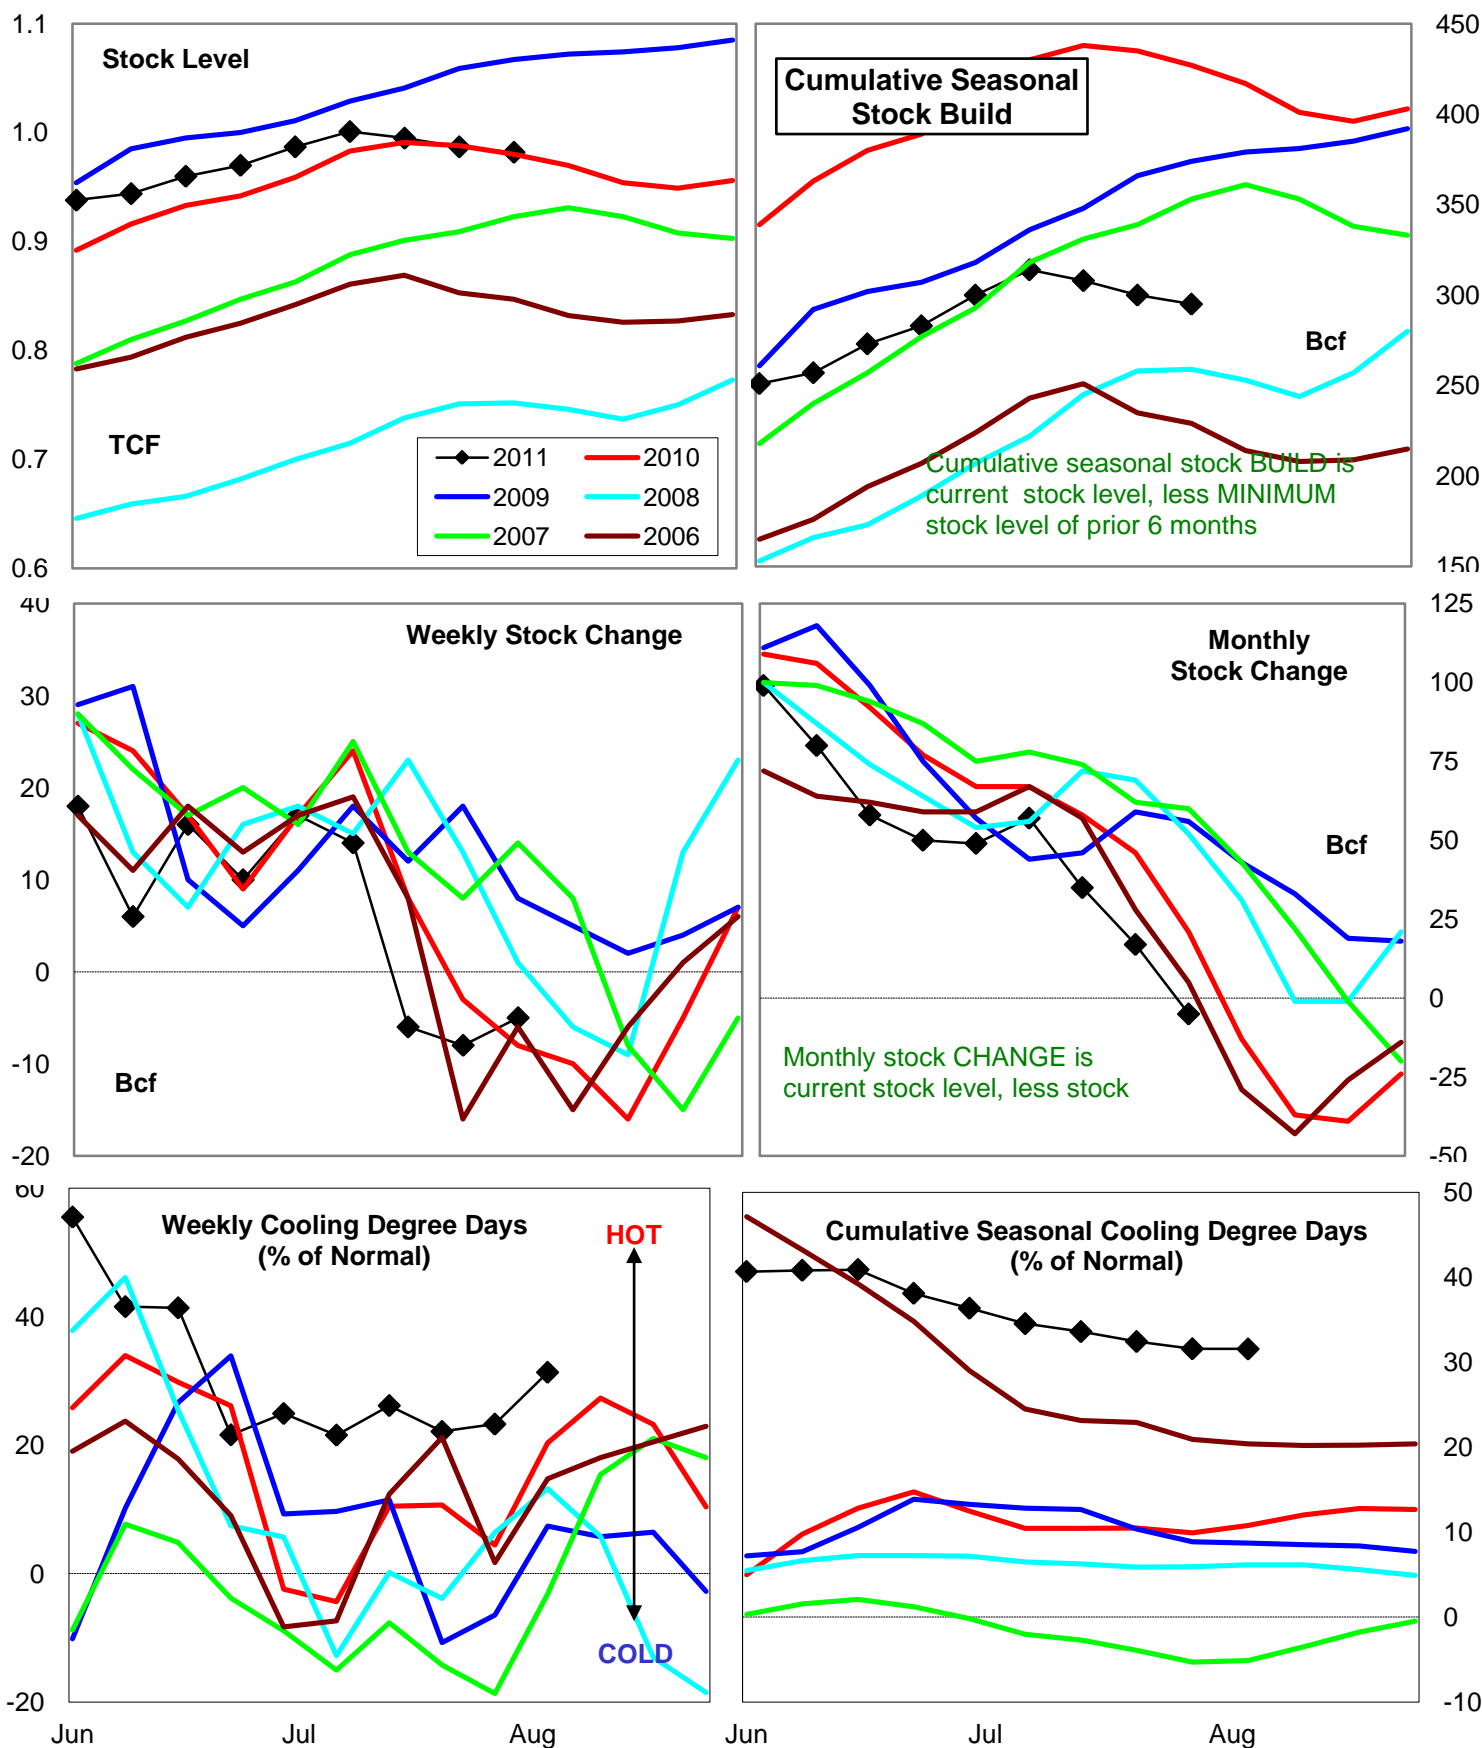 1.1
1.0
0.9
0.8
0.7
0.6
Stock Level
TCF
2011
2010
2009
2008
2007
2006
Cumulative Seasonal
Stock Build
Bcf
Cumulative seasonal stock BUILD is
current stock level, less MINIMUM
stock level of prior 6 months
450
400
350
300
250
200
150
40
30
20
10
0
-10
-20
Weekly Stock Change
Bcf
Monthly
Stock Change
Bcf
Monthly stock CHANGE is
current stock level, less stock
125
100
75
50
25
0
-25
-50
60
40
20
0
-20
Weekly Cooling Degree Days
(% of Normal)
HOT
COLD
Jun
Jul
Aug
Cumulative Seasonal Cooling Degree Days
(% of Normal)
50
40
30
20
10
0
-10
Jun
Jul
Aug